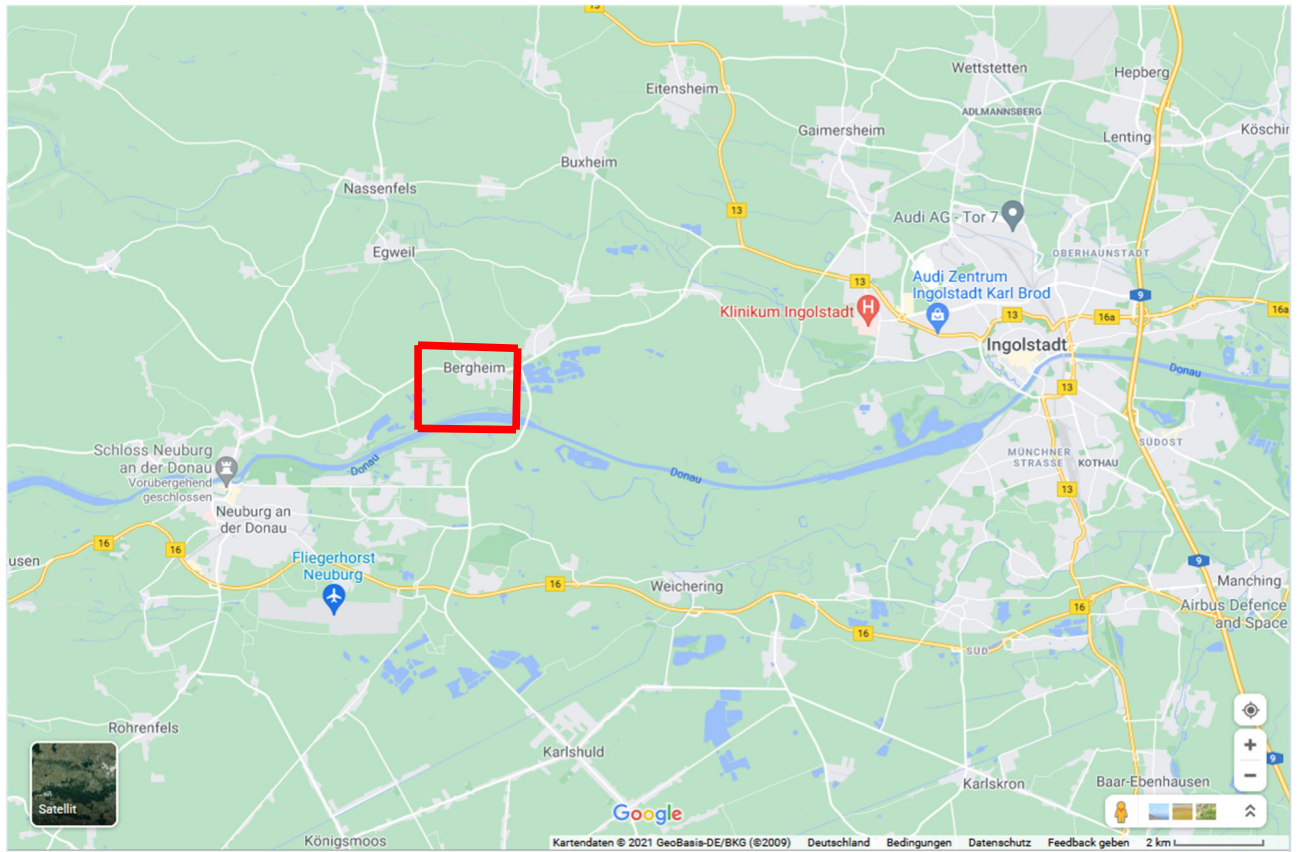 13
Wettstetten
Hepberg
Eitensheim
ADLMANNSBERG
Gaimersheim
Lenting
Köschin
Buxheim
Nassenfels
13
Audi AG - Tor 7
Egweil
OBERHAUNSTADT
13
Audi Zentrum
Ingolstadt Karl Brod
9
Klinikum Ingolstadt
H
13
16a
16a
Ingolstadt
Bergheim
Donau
13
Schloss Neuburg
an der Donau
Vorübergehend
geschlossen
Donau
Donau
MÜNCHNER
STRASSE
KOTHAU
SÜDOST
13
Neuburg an
der Donau
16
16
usen
Fliegerhorst
Neuburg
16
Weichering
9
Manching
16
Airbus Defence
and Space
16
SÜD
Rohrenfels
Karlshuld
9
Karlskron
Baar-Ebenhausen
Satellit
Google
Königsmoos
Kartendaten © 2021 GeoBasis-DE/BKG (©2009) Deutschland Bedingungen Datenschutz Feedback geben 2 km